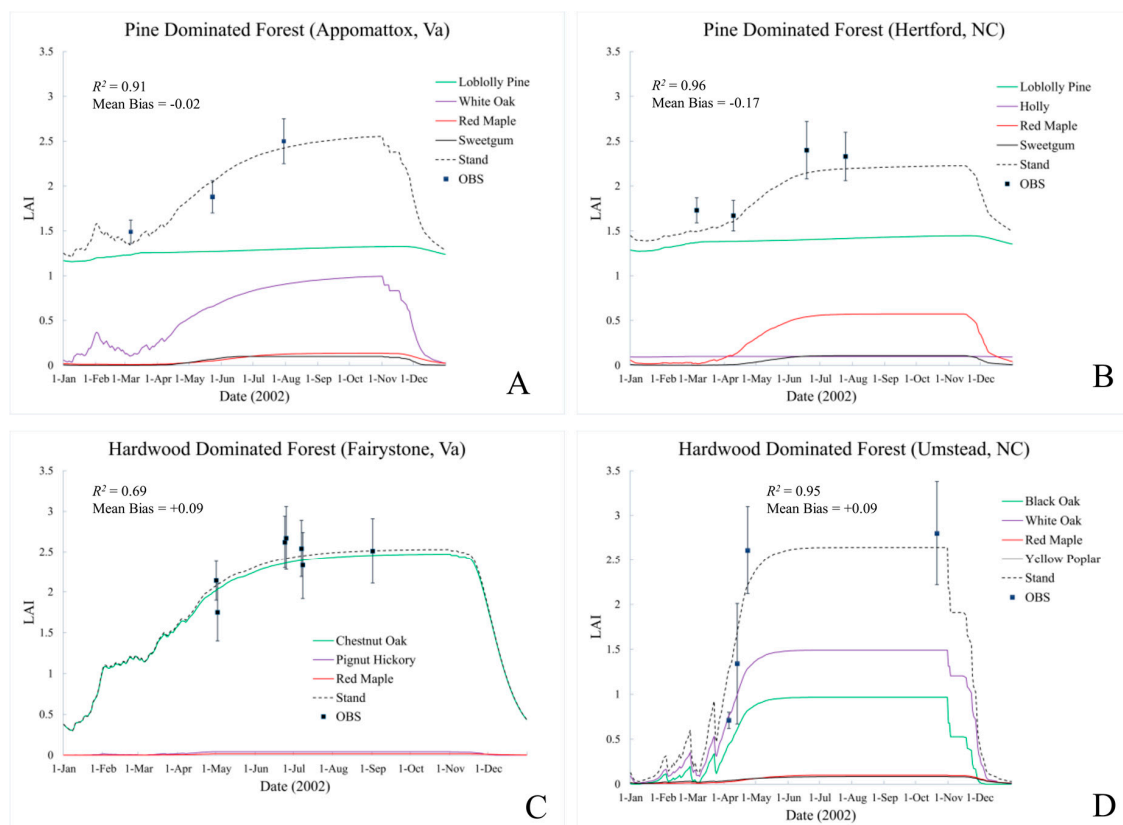 Pine Dominated Forest (Appomattox, Va)
3.5
3
2.5
2
1.5
1
0.5
0
LAI
R² = 0.91
Mean Bias = -0.02
Loblolly Pine
White Oak
Red Maple
Sweetgum
Stand
OBS
1-Jan 1-Feb 1-Mar 1-Apr 1-May 1-Jun 1-Jul 1-Aug 1-Sep 1-Oct 1-Nov 1-Dec
Date (2002)
A
Pine Dominated Forest (Hertford, NC)
3.5
3
2.5
2
1.5
1
0.5
0
LAI
R² = 0.96
Mean Bias = -0.17
Loblolly Pine
Holly
Red Maple
Sweetgum
Stand
OBS
1-Jan 1-Feb 1-Mar 1-Apr 1-May 1-Jun 1-Jul 1-Aug 1-Sep 1-Oct 1-Nov 1-Dec
Date (2002)
B
Hardwood Dominated Forest (Fairystone, Va)
3.5
3
2.5
2
1.5
1
0.5
0
LAI
R² = 0.69
Mean Bias = +0.09
Chestnut Oak
Pignut Hickory
Red Maple
Stand
OBS
1-Jan 1-Feb 1-Mar 1-Apr 1-May 1-Jun 1-Jul 1-Aug 1-Sep 1-Oct 1-Nov 1-Dec
Date (2002)
C
Hardwood Dominated Forest (Umstead, NC)
3.5
3
2.5
2
1.5
1
0.5
0
LAI
R² = 0.95
Mean Bias = +0.09
Black Oak
White Oak
Red Maple
Yellow Poplar
Stand
OBS
1-Jan 1-Feb 1-Mar 1-Apr 1-May 1-Jun 1-Jul 1-Aug 1-Sep 1-Oct 1-Nov 1-Dec
Date (2002)
D